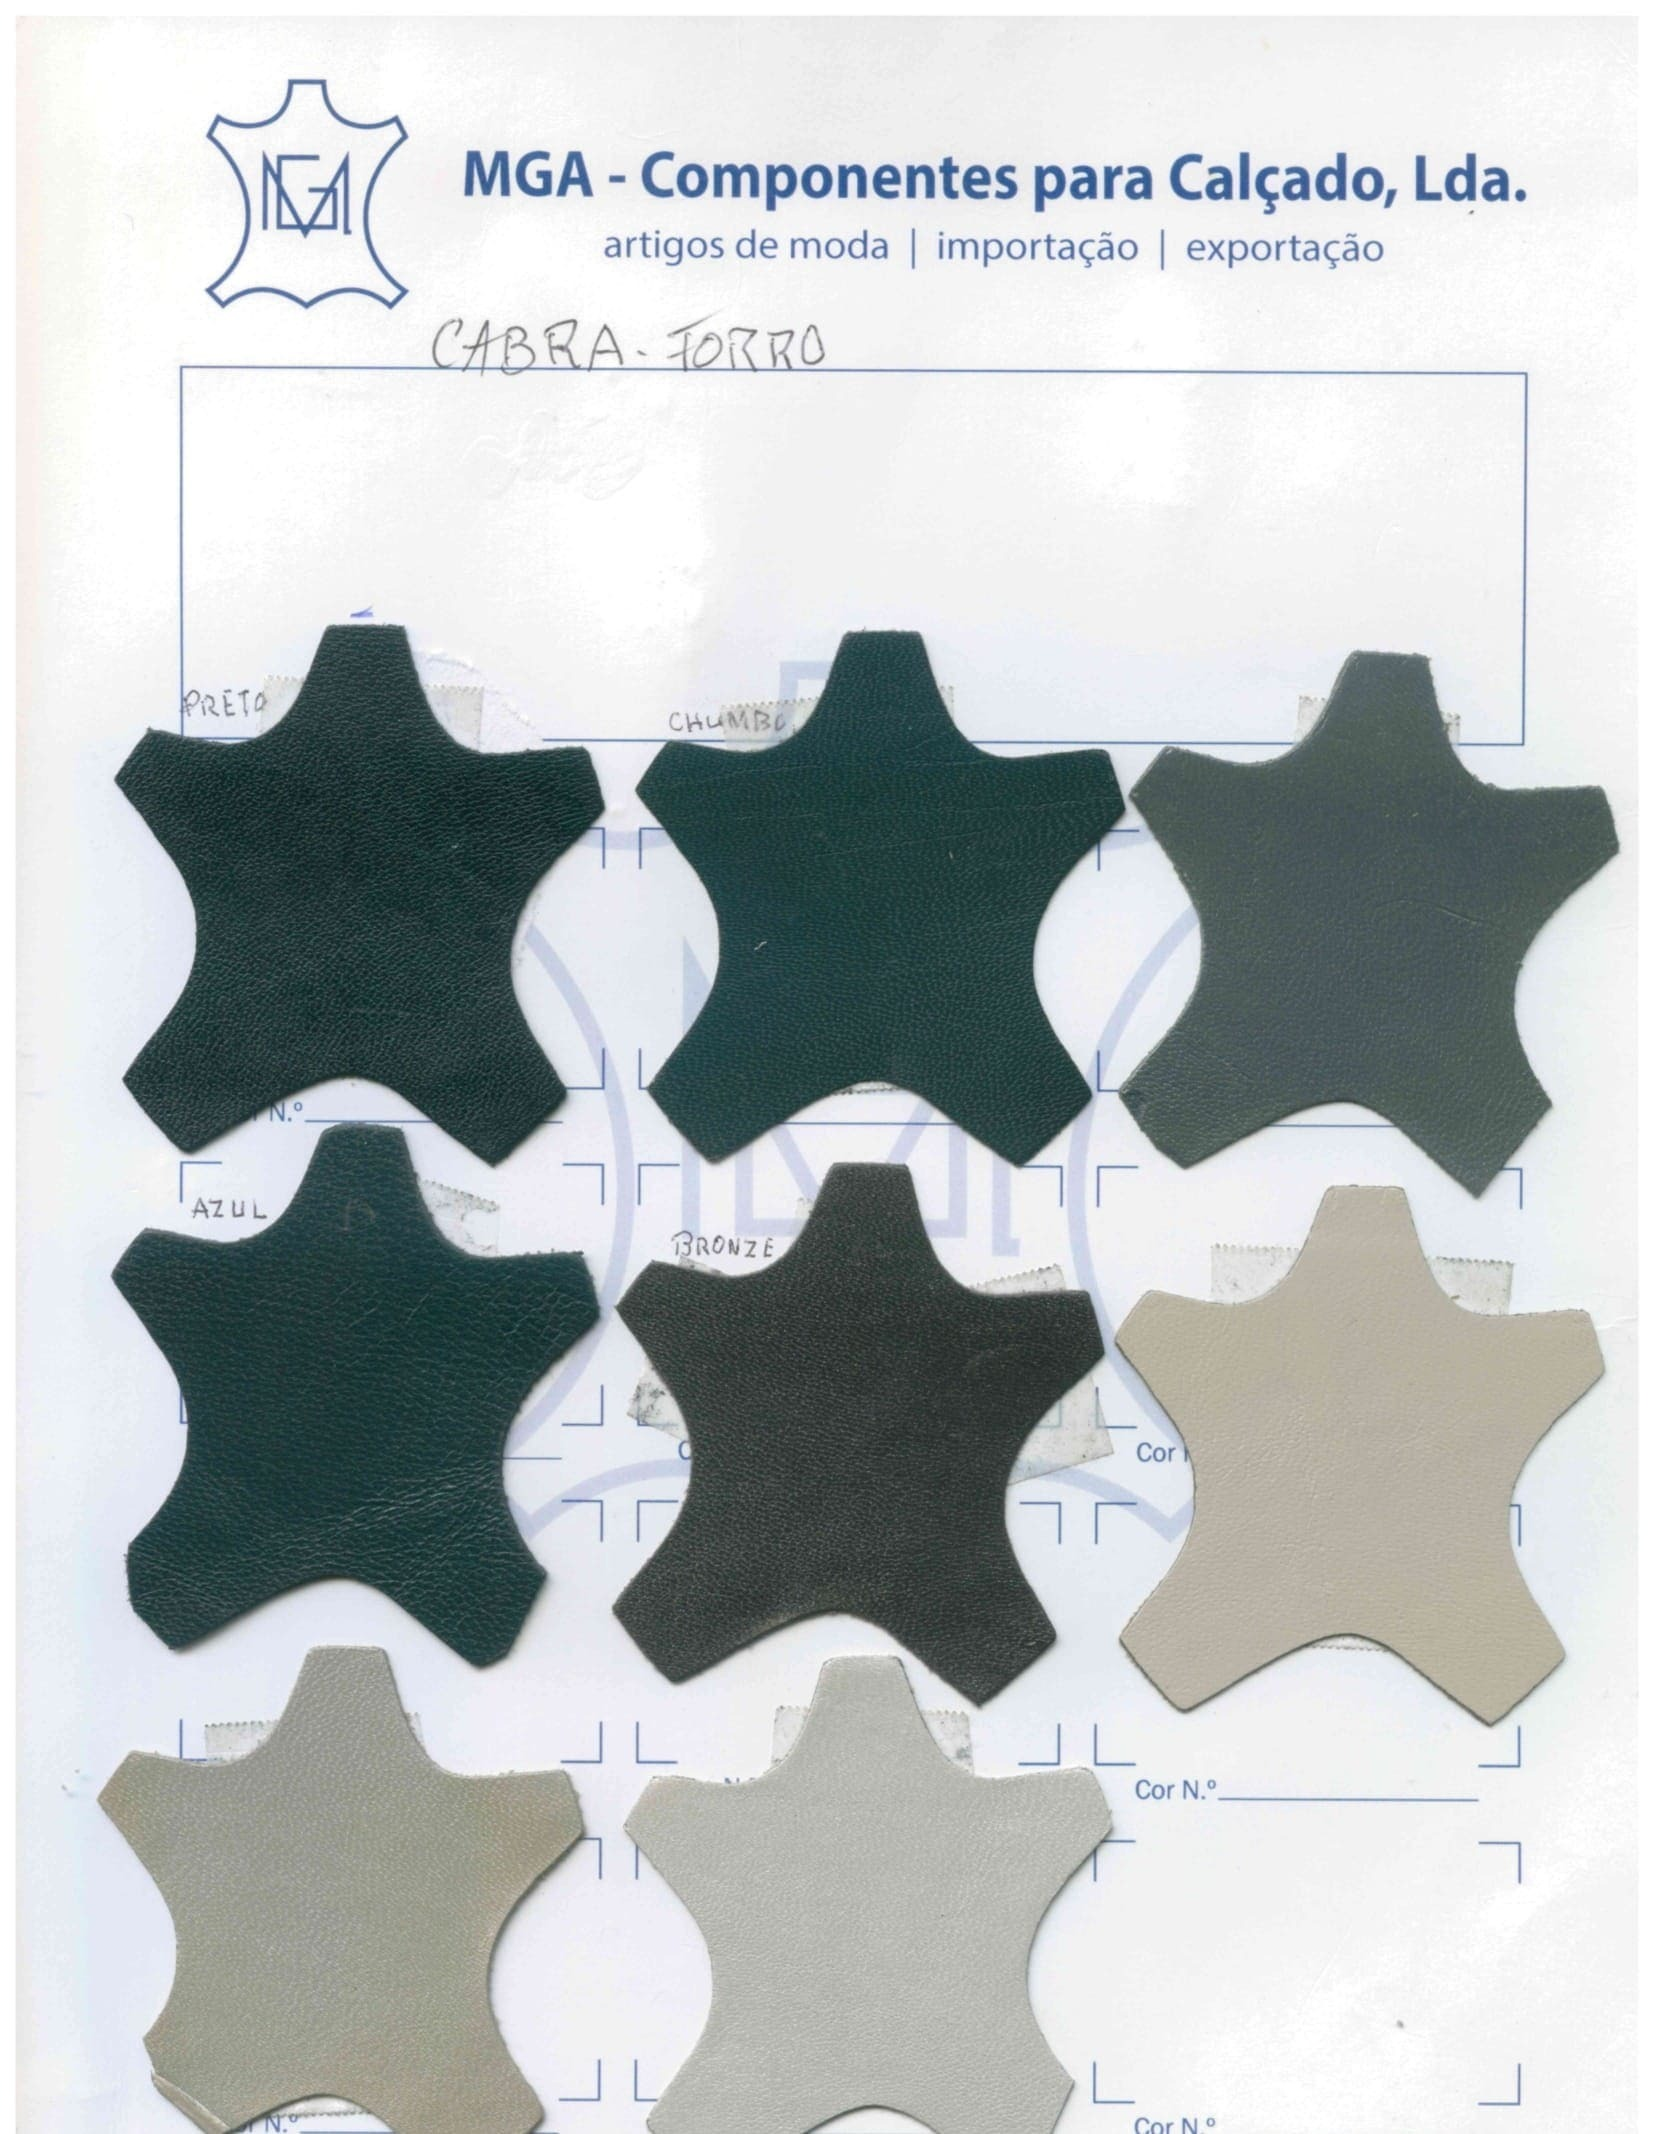 MGA
MGA - Componentes para Calçado, Lda.
artigos de moda | importação | exportação
CABRA - FORRO
PRETO
CHUMBO
N.º
AZUL
BRONZE
Cor
Cor N.º
N.º
Cor N.º